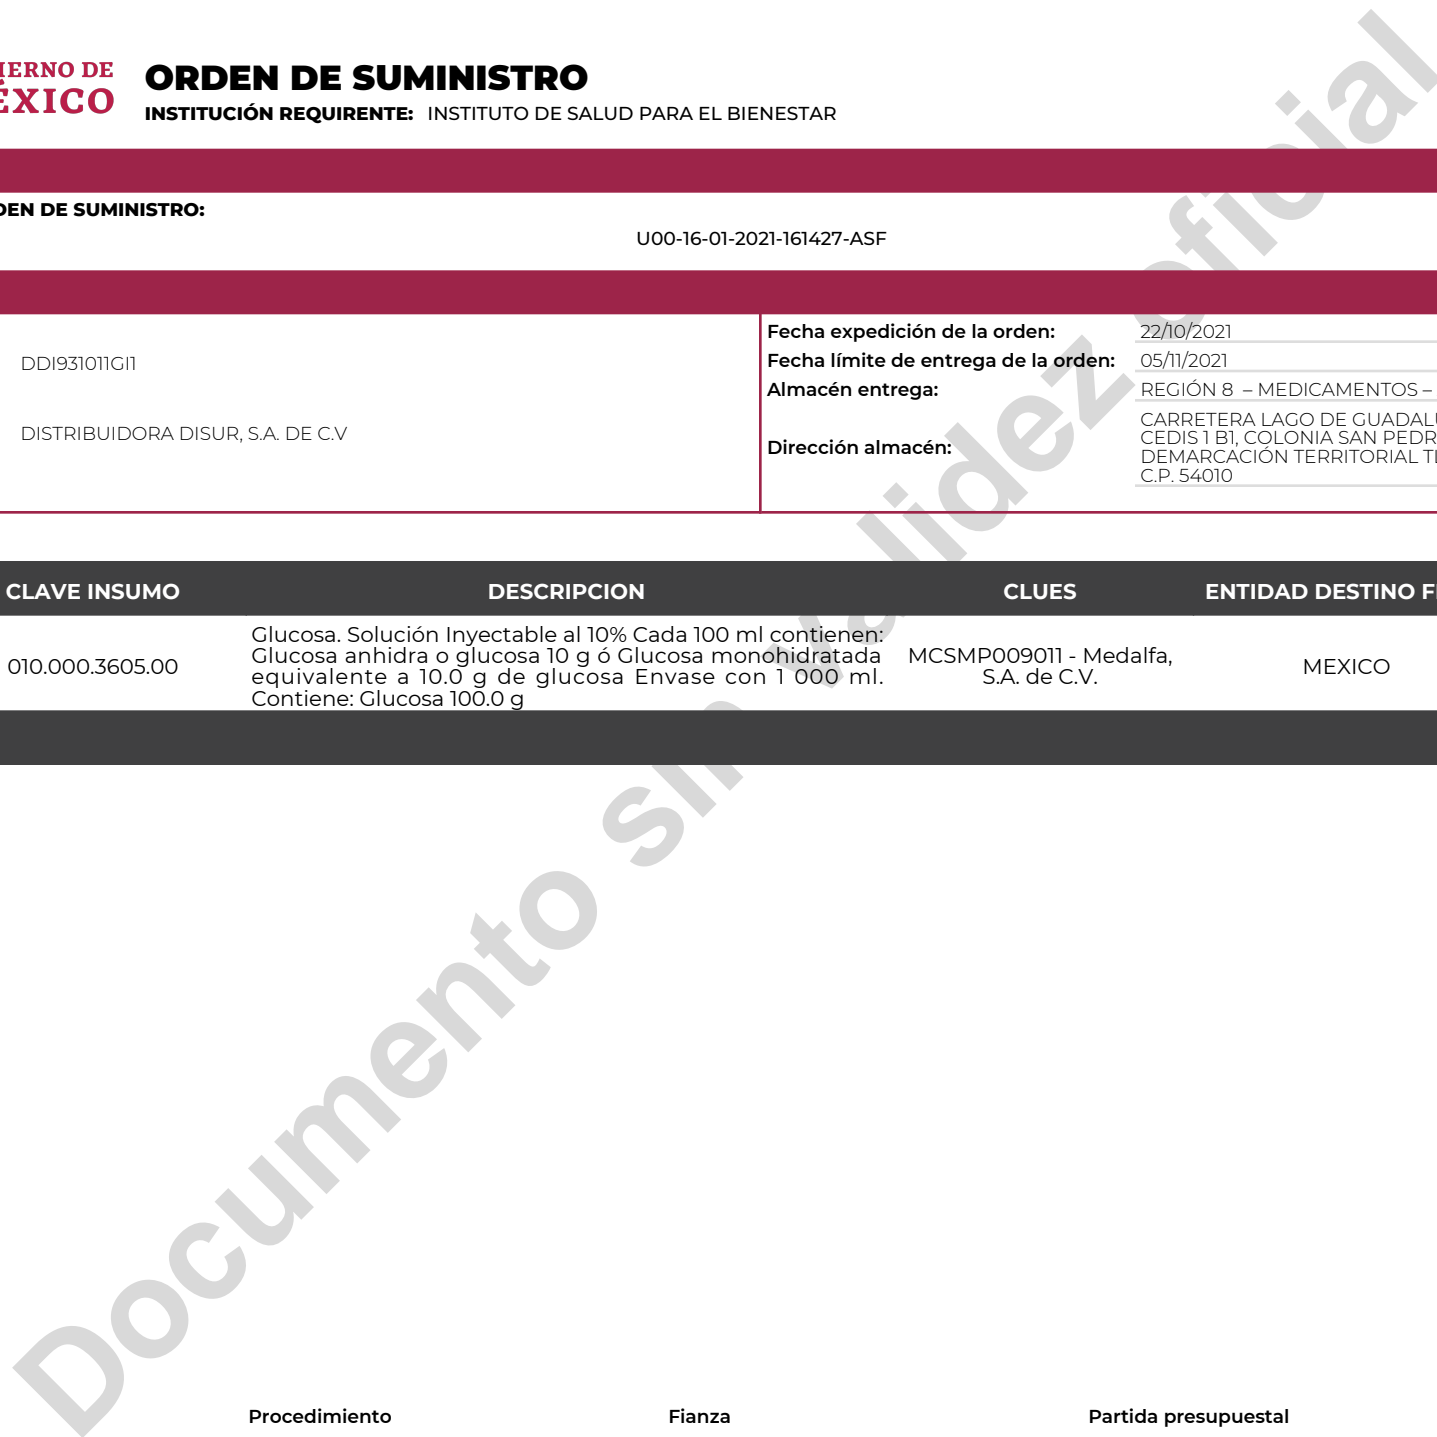 IERNO DE
ÉXICO
ORDEN DE SUMINISTRO
INSTITUCIÓN REQUIRENTE: INSTITUTO DE SALUD PARA EL BIENESTAR
DEN DE SUMINISTRO:
U00-16-01-2021-161427-ASF
DDI931011GI1
DISTRIBUIDORA DISUR, S.A. DE C.V
Fecha expedición de la orden: 22/10/2021
Fecha límite de entrega de la orden: 05/11/2021
Almacén entrega: REGIÓN 8 – MEDICAMENTOS –
Dirección almacén:
CARRETERA LAGO DE GUADALU
CEDIS 1 B1, COLONIA SAN PEDR
DEMARCACIÓN TERRITORIAL TL
C.P. 54010
CLAVE INSUMO DESCRIPCION CLUES ENTIDAD DESTINO FI
010.000.3605.00
Glucosa. Solución Inyectable al 10% Cada 100 ml contienen:
Glucosa anhidra o glucosa 10 g ó Glucosa monohidratada
equivalente a 10.0 g de glucosa Envase con 1 000 ml.
Contiene: Glucosa 100.0 g
MCSMP009011 - Medalfa,
S.A. de C.V.
MEXICO
Documento sin validez oficial
Procedimiento Fianza Partida presupuestal